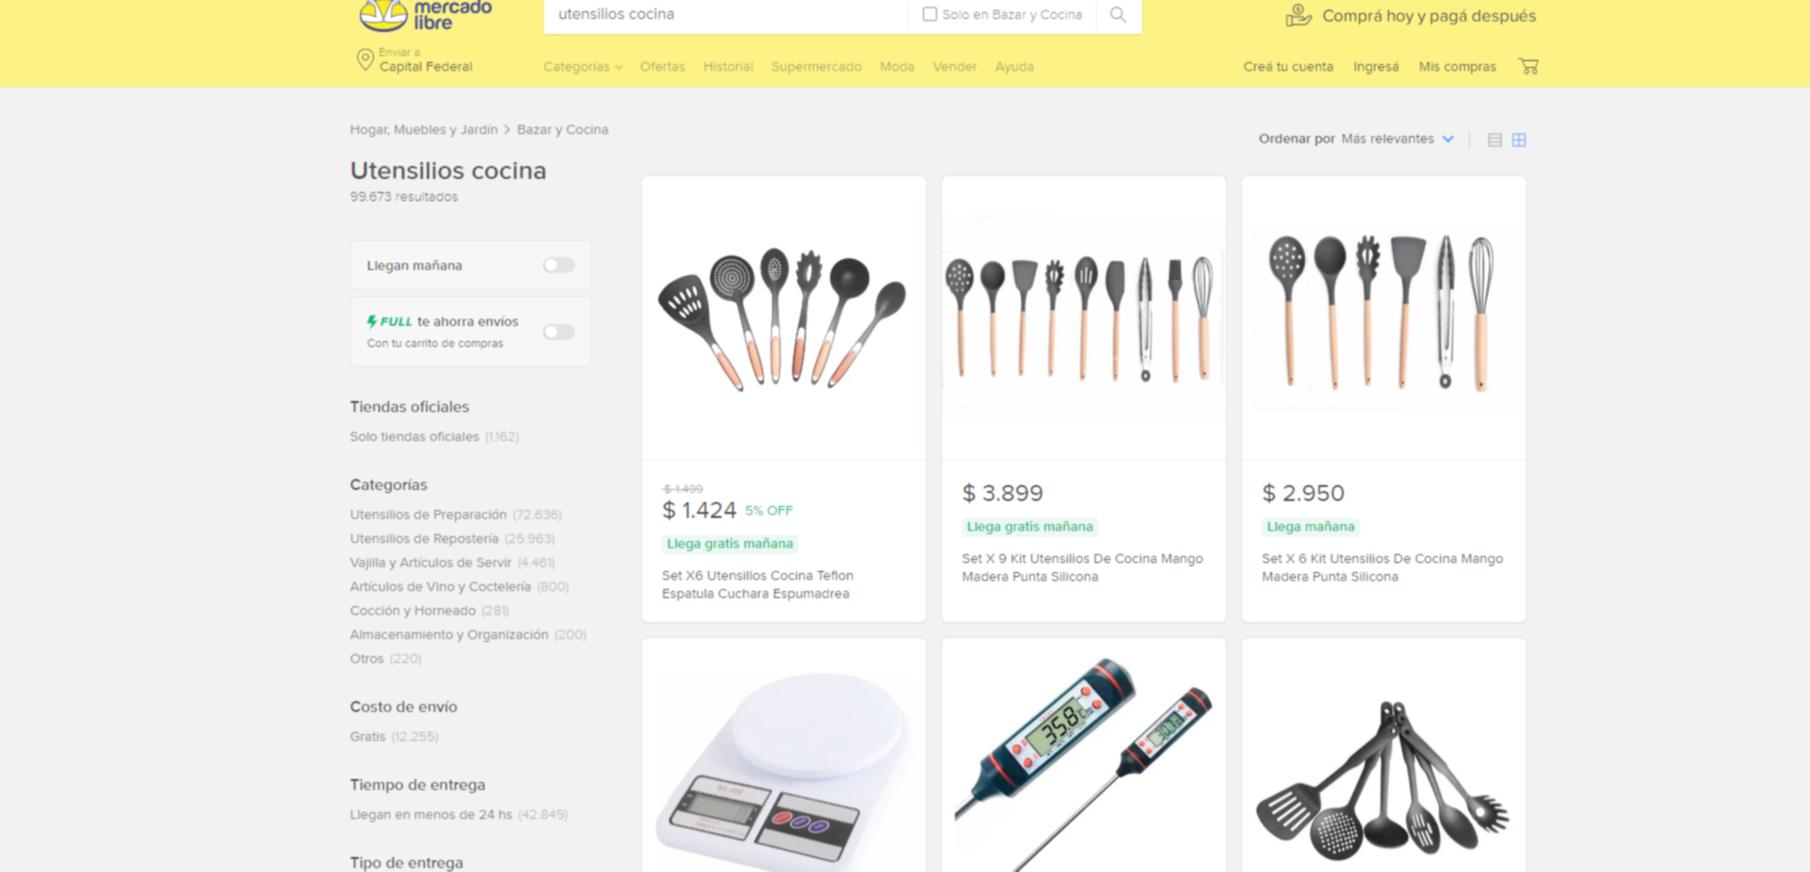 mercado
libre
utensilios cocina
Solo en Bazar y Cocina
Comprá hoy y pagá después
Enviar a
Capital Federal
Categorías
Ofertas
Historial
Supermercado
Moda
Vender
Ayuda
Creá tu cuenta
Ingresá
Mis compras
Hogar, Muebles y Jardín > Bazar y Cocina
Ordenar por Más relevantes
Utensilios cocina
99.673 resultados
Llegan mañana
FULL te ahorra envíos
Con tu carrito de compras
Tiendas oficiales
Solo tiendas oficiales (1.162)
Categorías
Utensilios de Preparación (72.636)
Utensilios de Repostería (25.963)
Vajilla y Artículos de Servir (4.461)
Artículos de Vino y Coctelería (800)
Cocción y Horneado (281)
Almacenamiento y Organización (200)
Otros (220)
Costo de envío
Gratis (12.255)
Tiempo de entrega
Llegan en menos de 24 hs (42.849)
Tipo de entrega
$ 1.499
$ 1.424 5% OFF
Llega gratis mañana
Set X6 Utensillos Cocina Teflon
Espatula Cuchara Espumadrea
$ 3.899
Llega gratis mañana
Set X 9 Kit Utensilios De Cocina Mango
Madera Punta Silicona
$ 2.950
Llega mañana
Set X 6 Kit Utensilios De Cocina Mango
Madera Punta Silicona
35.8